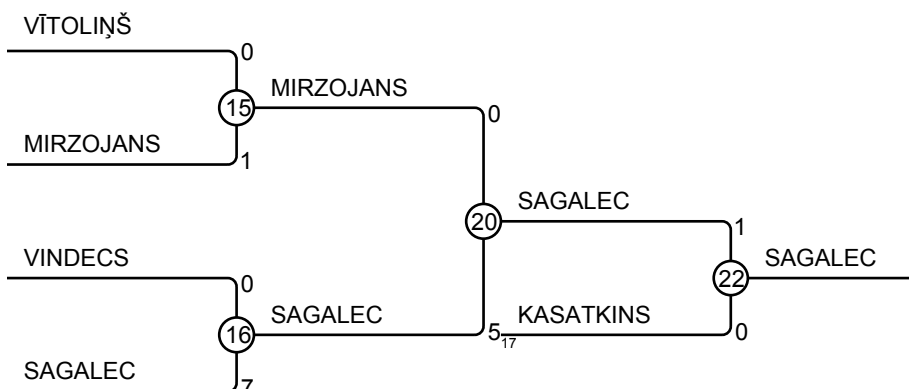 VĪTOLIŅŠ
0
MIRZOJANS
15
0
MIRZOJANS
1
SAGALEC
20
1
VINDECS
SAGALEC
0
22
SAGALEC
KASATKINS
16
5
17
0
SAGALEC
7